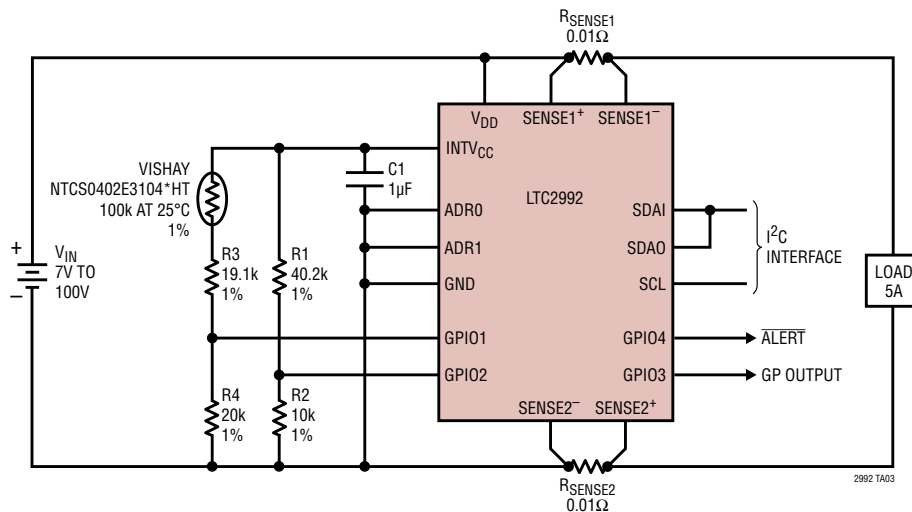 RSENSE1
0.01Ω
VDD
SENSE1+
SENSE1–
INTVCC
C1
1µF
VISHAY
NTCS0402E3104*HT
100k AT 25°C
1%
LTC2992
ADR0
SDAI
ADR1
SDAO
I2C
INTERFACE
+
VIN
7V TO
100V
–
R3
19.1k
1%
R1
40.2k
1%
GND
SCL
LOAD
5A
GPIO1
GPIO4
ALERT
GPIO2
GPIO3
GP OUTPUT
R4
20k
1%
R2
10k
1%
SENSE2–
SENSE2+
RSENSE2
0.01Ω
2992 TA03